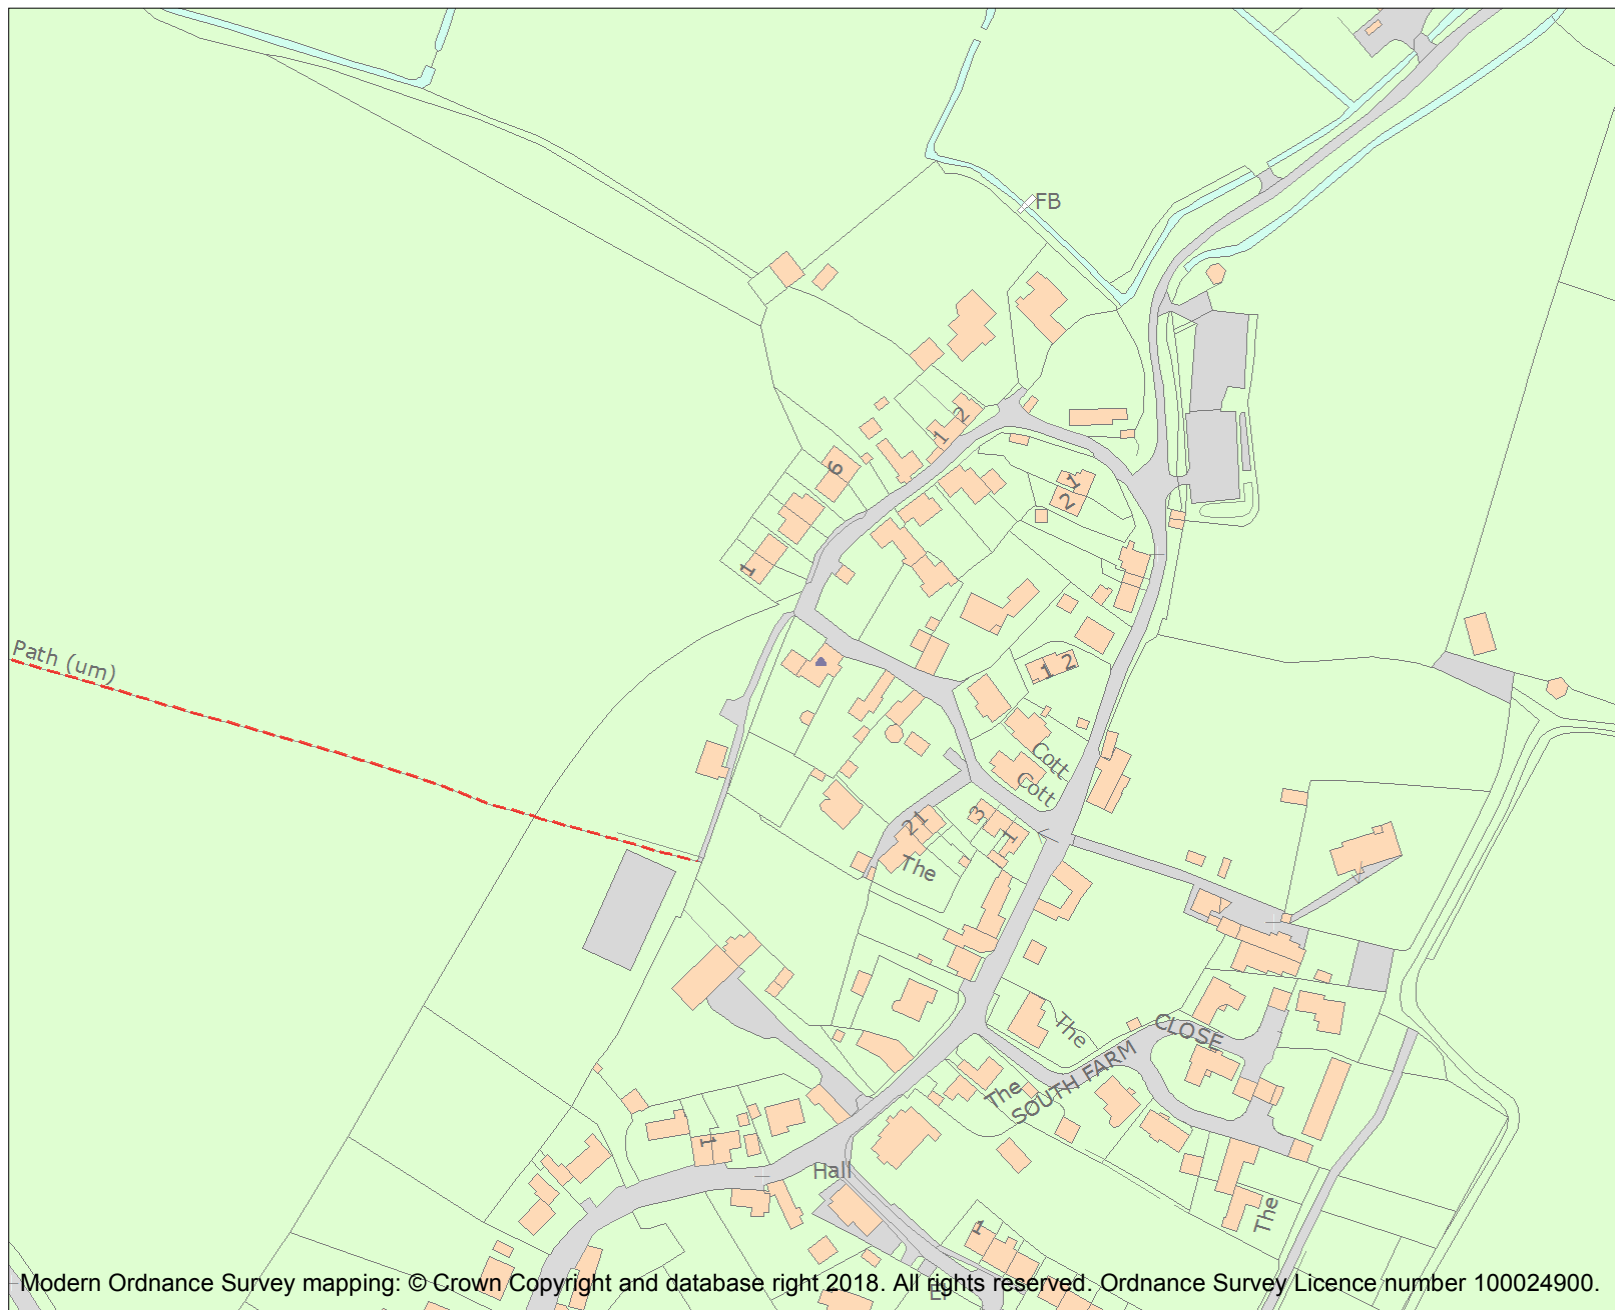 FB
2
1
6
1
2
1
Path (um)
1 2
Cott
Cott
3
21
1
The
The
CLOSE
SOUTH FARM
The
1
Hall
The
1
Modern Ordnance Survey mapping: © Crown Copyright and database right 2018. All rights reserved. Ordnance Survey Licence number 100024900.